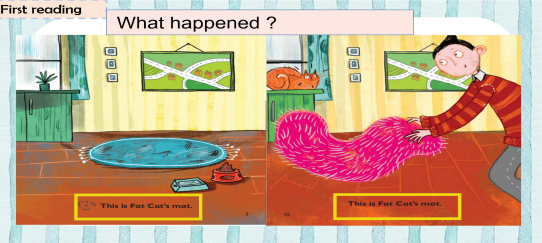 First reading
What happened ?
This is Fat Cat's mat.
This is Fat Cat's mat.